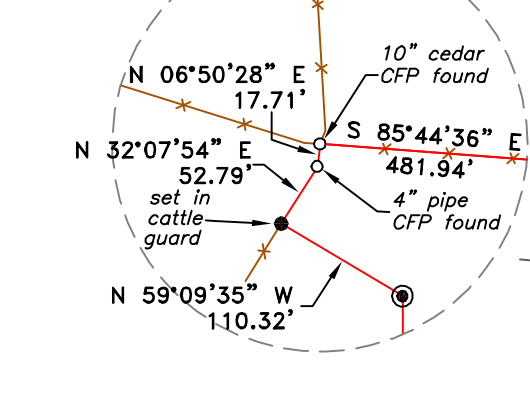 10" cedar
CFP found
N 06°50'28" E
17.71'
S 85°44'36" E
481.94'
N 32°07'54" E
52.79'
4" pipe
CFP found
set in
cattle
guard
N 59°09'35" W
110.32'